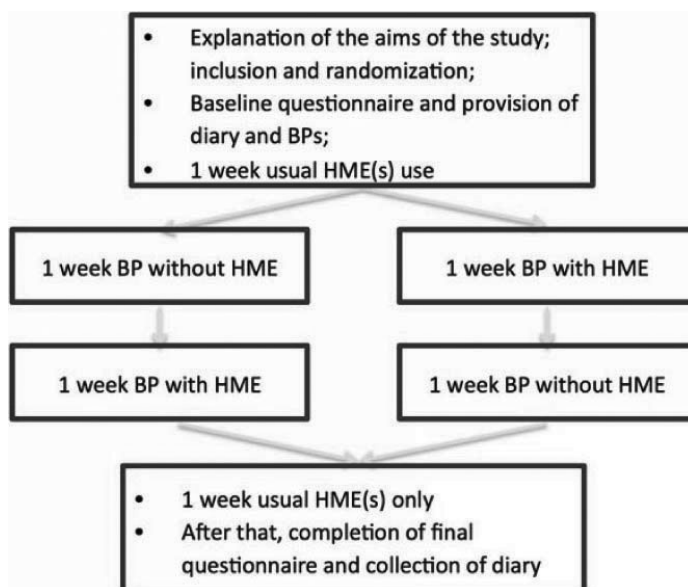 • Explanation of the aims of the study;
inclusion and randomization;
• Baseline questionnaire and provision of
diary and BPs;
• 1 week usual HME(s) use
1 week BP without HME
1 week BP with HME
1 week BP with HME
1 week BP without HME
• 1 week usual HME(s) only
• After that, completion of final
questionnaire and collection of diary